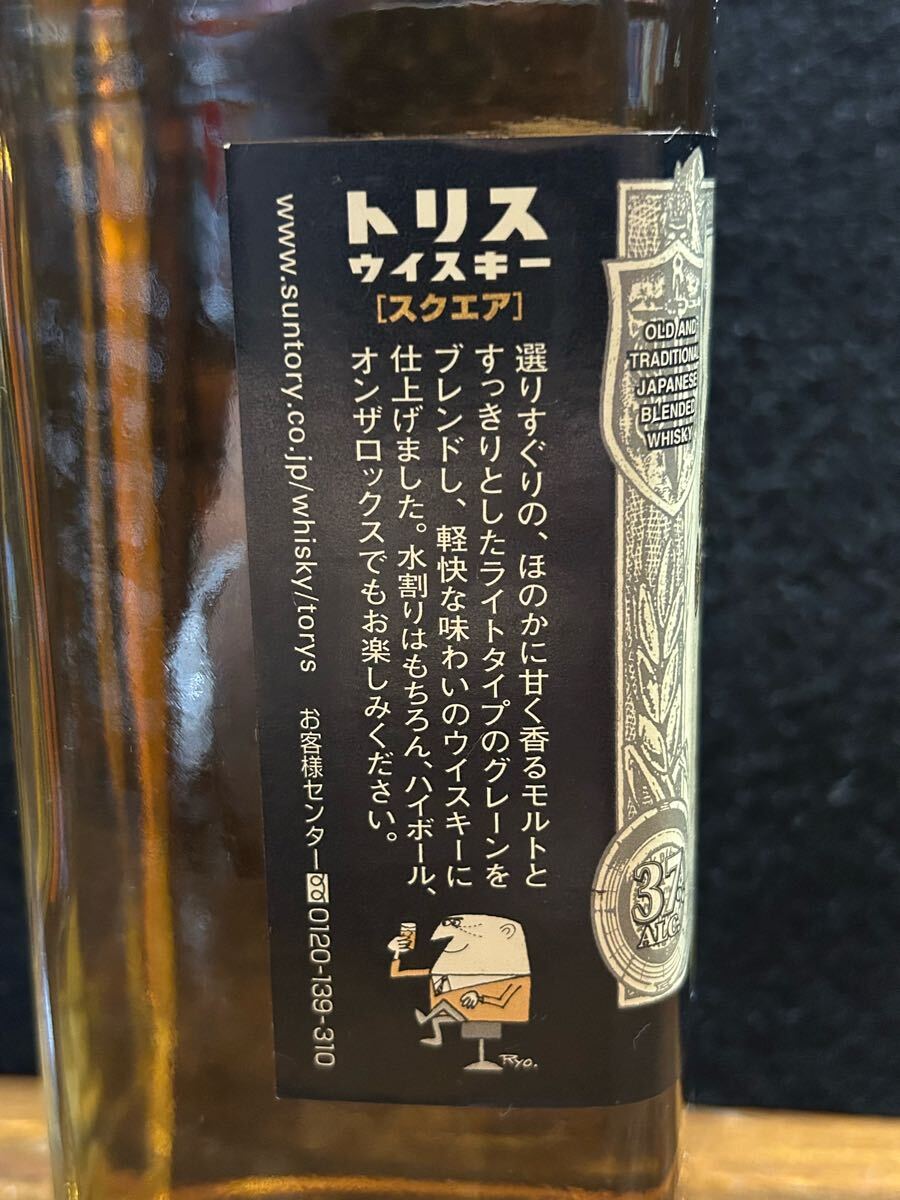 トリス
ウイスキー
[スクエア]
選りすぐりの、ほのかに甘く香るモルトと
すっきりとしたライトタイプのグレーンを
ブレンドし、軽快な味わいのウイスキーに
仕上げました。水割りはもちろん、ハイボール、
オンザロックスでもお楽しみください。
www.suntory.co.jp/whisky/torys お客様センター 0120-139-310
OLD AND
TRADITIONAL
JAPANESE
BLENDED
WHISKY
37
ALC.
RYO.